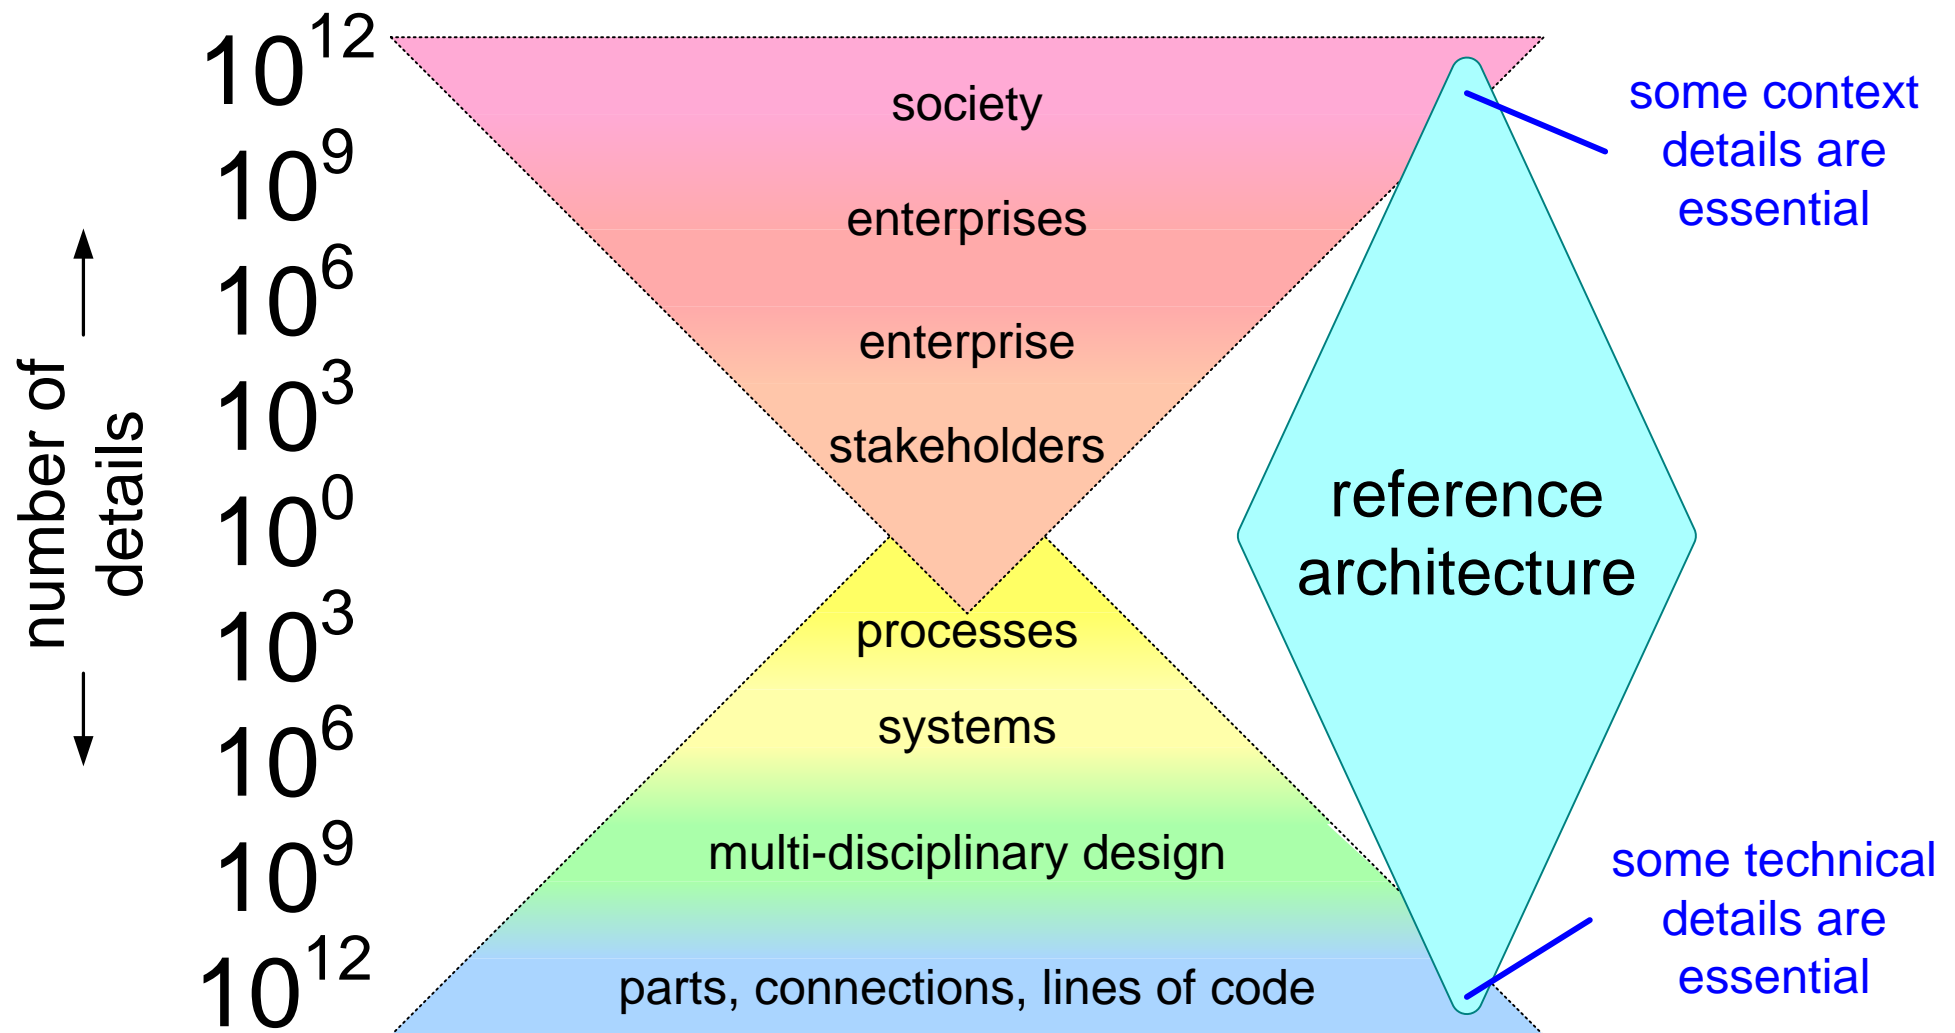 10^12
10^9
10^6
10^3
10^0
10^3
10^6
10^9
10^12
number of
details
society
enterprises
enterprise
stakeholders
processes
systems
multi-disciplinary design
parts, connections, lines of code
reference
architecture
some context
details are
essential
some technical
details are
essential